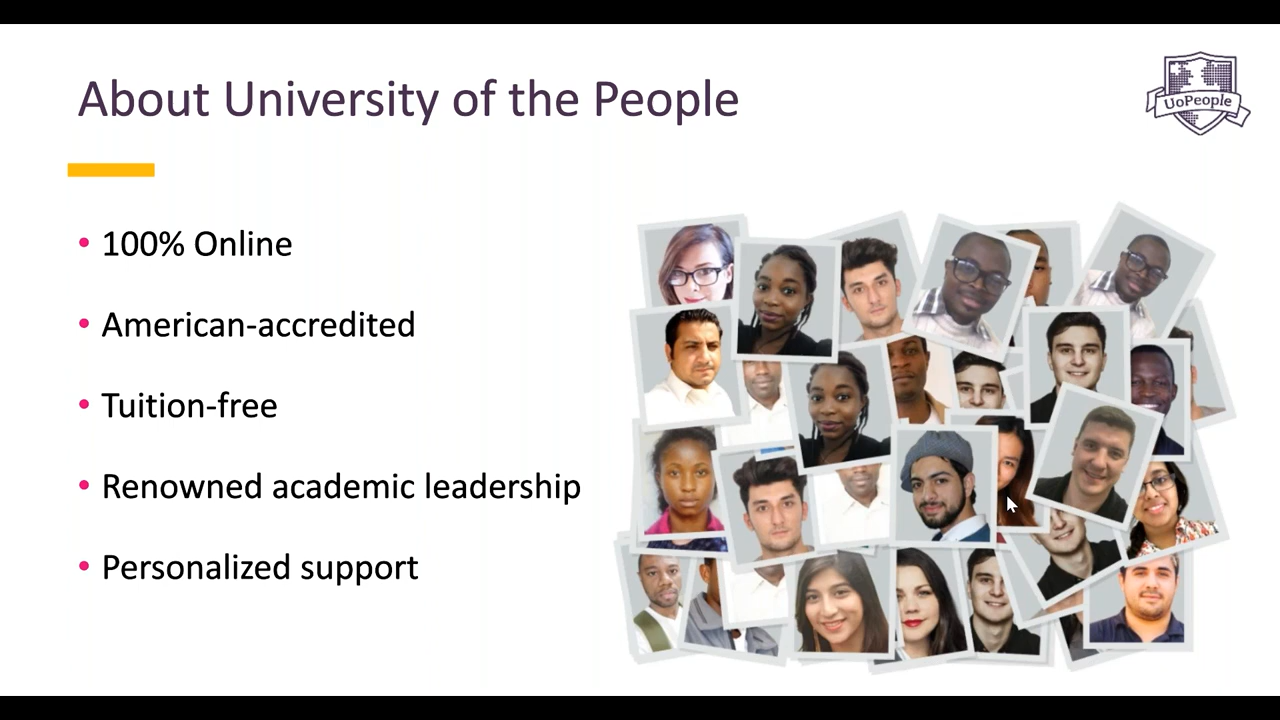 About University of the People
UoPeople
• 100% Online
• American-accredited
• Tuition-free
• Renowned academic leadership
• Personalized support